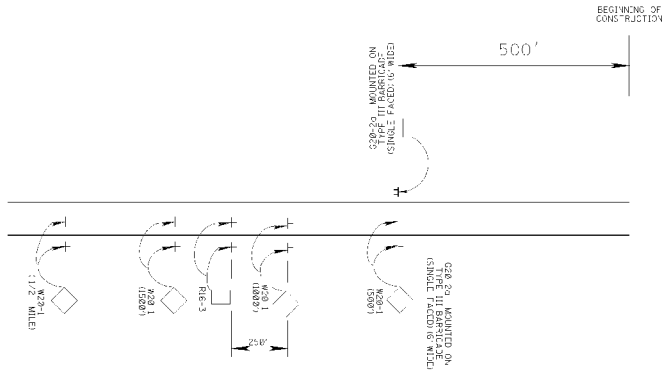 BEGINNING OF
CONSTRUCTION
500'
G20-2a MOUNTED ON
TYPE III BARRICADE
(SINGLE FACED)(6' WIDE)
W20-1
(1/2 MILE)
W20-1
(1500')
R16-3
W20-1
(1000')
250'
W20-1
(500')
G20-2a MOUNTED ON
TYPE III BARRICADE
(SINGLE FACED)(6' WIDE)